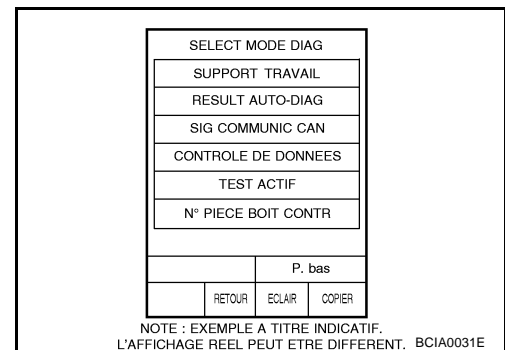 SELECT MODE DIAG
SUPPORT TRAVAIL
RESULT AUTO-DIAG
SIG COMMUNIC CAN
CONTROLE DE DONNEES
TEST ACTIF
N° PIECE BOIT CONTR
P. bas
RETOUR ECLAIR COPIER
NOTE : EXEMPLE A TITRE INDICATIF.
L'AFFICHAGE REEL PEUT ETRE DIFFERENT. BCIA0031E